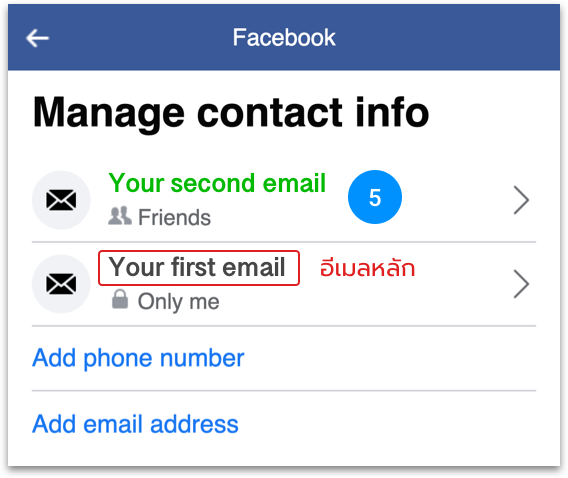 Facebook
Manage contact info
Your second email
5
Friends
Your first email อีเมลหลัก
Only me
Add phone number
Add email address